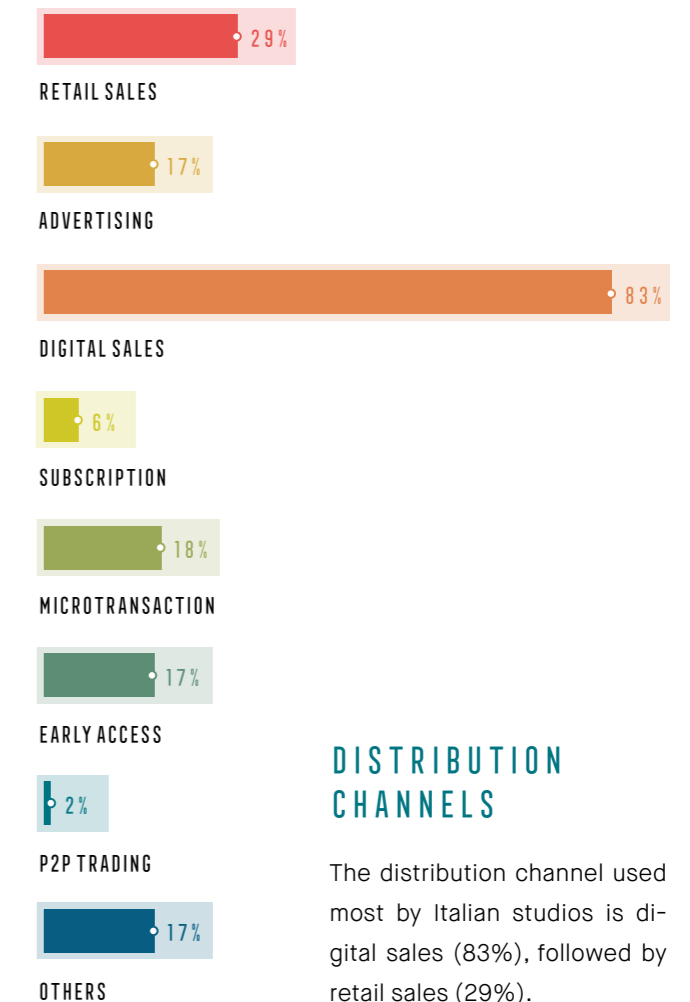 29%
RETAIL SALES
17%
ADVERTISING
83%
DIGITAL SALES
6%
SUBSCRIPTION
18%
MICROTRANSACTION
17%
EARLY ACCESS
2%
P2P TRADING
17%
OTHERS
DISTRIBUTION
CHANNELS
The distribution channel used
most by Italian studios is di-
gital sales (83%), followed by
retail sales (29%).